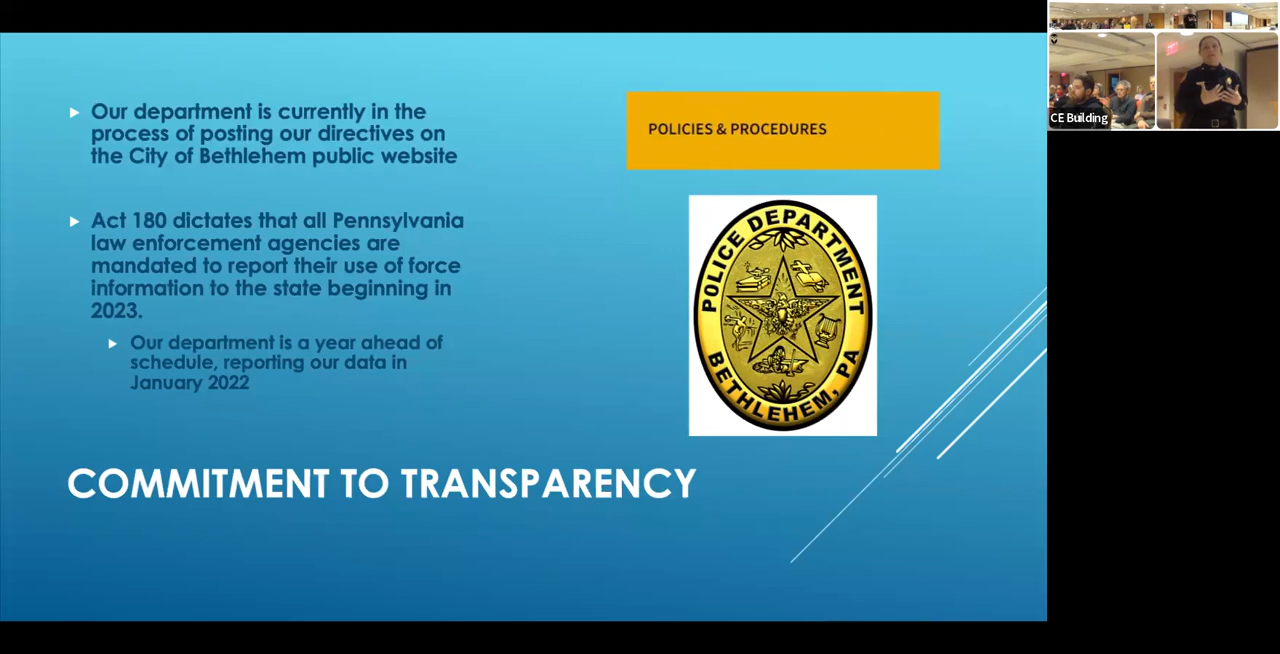 Our department is currently in the
process of posting our directives on
the City of Bethlehem public website
Act 180 dictates that all Pennsylvania
law enforcement agencies are
mandated to report their use of force
information to the state beginning in
2023.
Our department is a year ahead of
schedule, reporting our data in
January 2022
COMMITMENT TO TRANSPARENCY
POLICIES & PROCEDURES
POLICE DEPARTMENT
BETHLEHEM, PA
CE Building